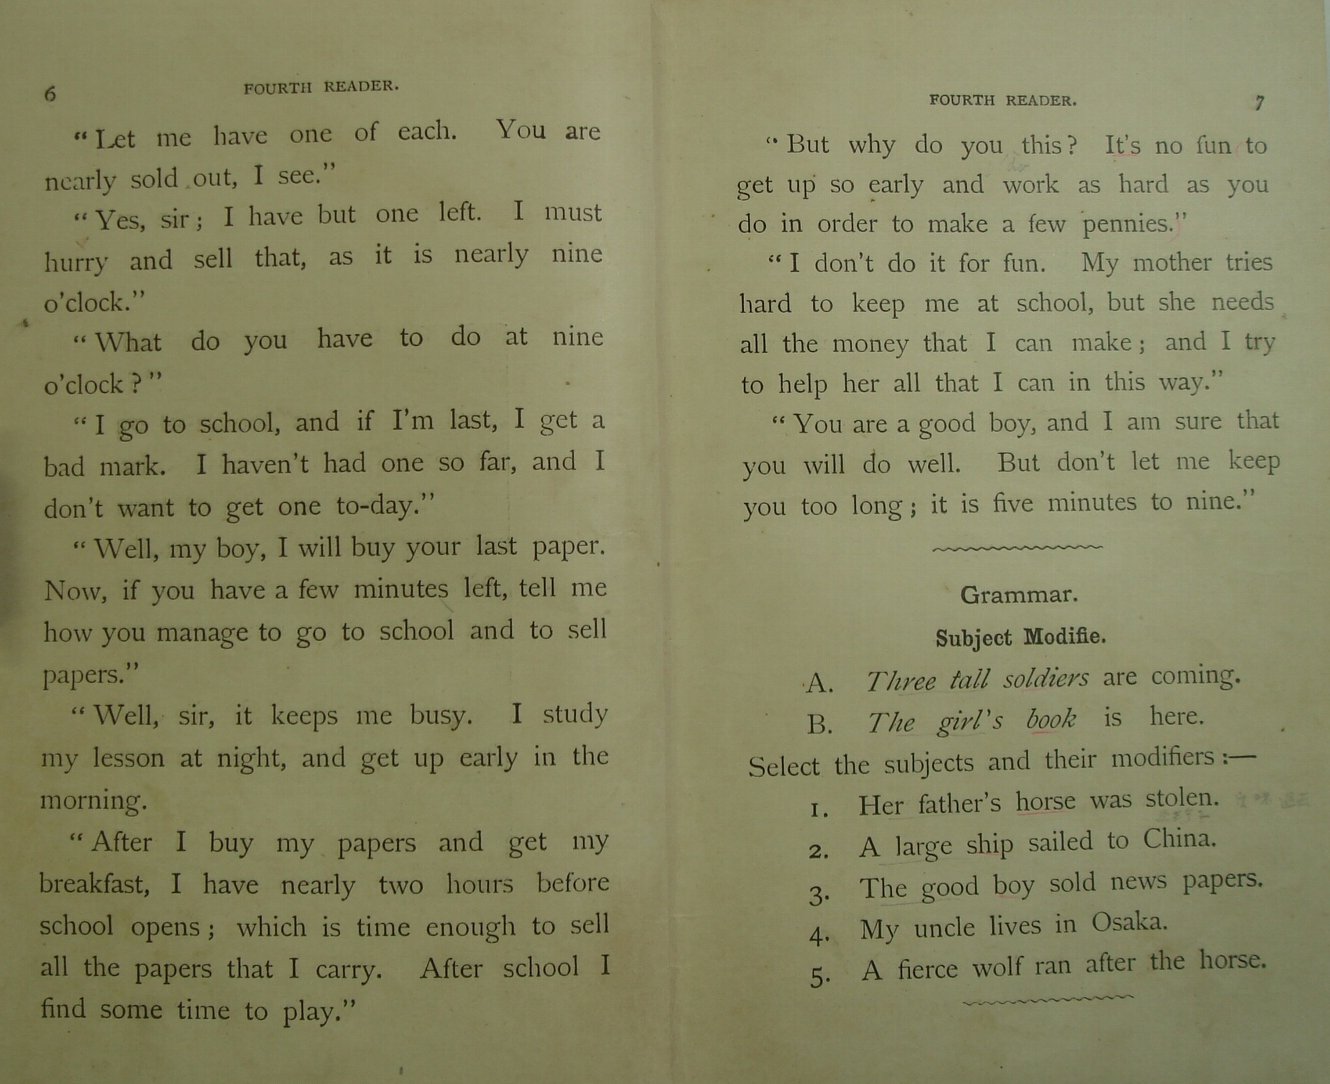 6
FOURTH READER.
“Let me have one of each. You are
nearly sold out, I see.”
“Yes, sir; I have but one left. I must
hurry and sell that, as it is nearly nine
o'clock.”
“What do you have to do at nine
o'clock?”
“I go to school, and if I'm last, I get a
bad mark. I haven't had one so far, and I
don't want to get one to-day.”
“Well, my boy, I will buy your last paper.
Now, if you have a few minutes left, tell me
how you manage to go to school and to sell
papers.”
“Well, sir, it keeps me busy. I study
my lesson at night, and get up early in the
morning.
“After I buy my papers and get my
breakfast, I have nearly two hours before
school opens; which is time enough to sell
all the papers that I carry. After school I
find some time to play.”
FOURTH READER.
7
“But why do you this? It's no fun to
get up so early and work as hard as you
do in order to make a few pennies.”
“I don't do it for fun. My mother tries
hard to keep me at school, but she needs
all the money that I can make; and I try
to help her all that I can in this way.”
“You are a good boy, and I am sure that
you will do well. But don't let me keep
you too long; it is five minutes to nine.”
Grammar.
Subject Modifie.
A. Three tall soldiers are coming.
B. The girl's book is here.
Select the subjects and their modifiers:—
1. Her father's horse was stolen.
2. A large ship sailed to China.
3. The good boy sold news papers.
4. My uncle lives in Osaka.
5. A fierce wolf ran after the horse.